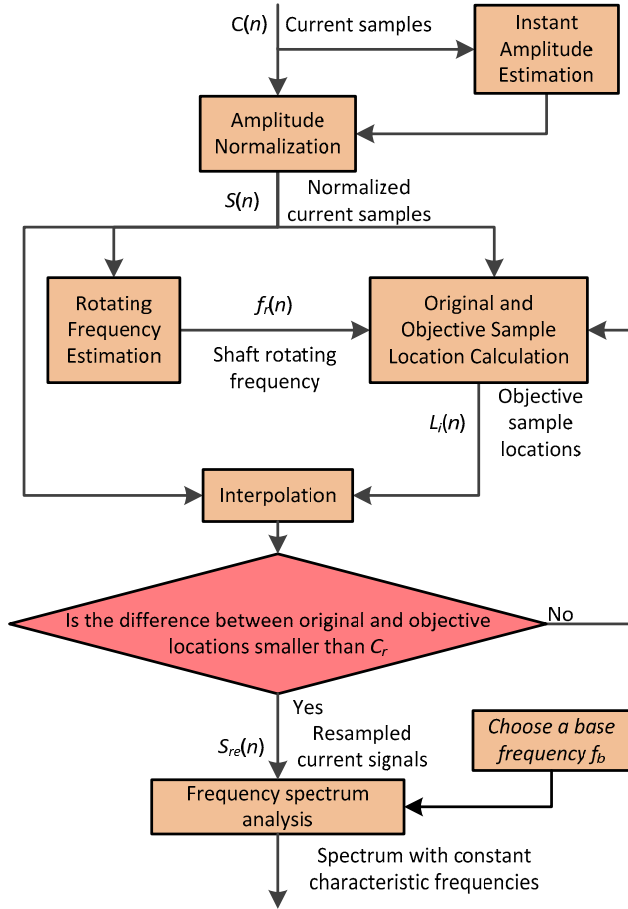 C(n) Current samples
Instant
Amplitude
Estimation
Amplitude
Normalization
S(n)
Normalized
current samples
Rotating
Frequency
Estimation
fr(n)
Shaft rotating
frequency
Original and
Objective Sample
Location Calculation
Li(n)
Objective
sample
locations
Interpolation
Is the difference between original and objective
locations smaller than Cr
No
Yes
Sre(n)
Resampled
current signals
Choose a base
frequency fb
Frequency spectrum
analysis
Spectrum with constant
characteristic frequencies